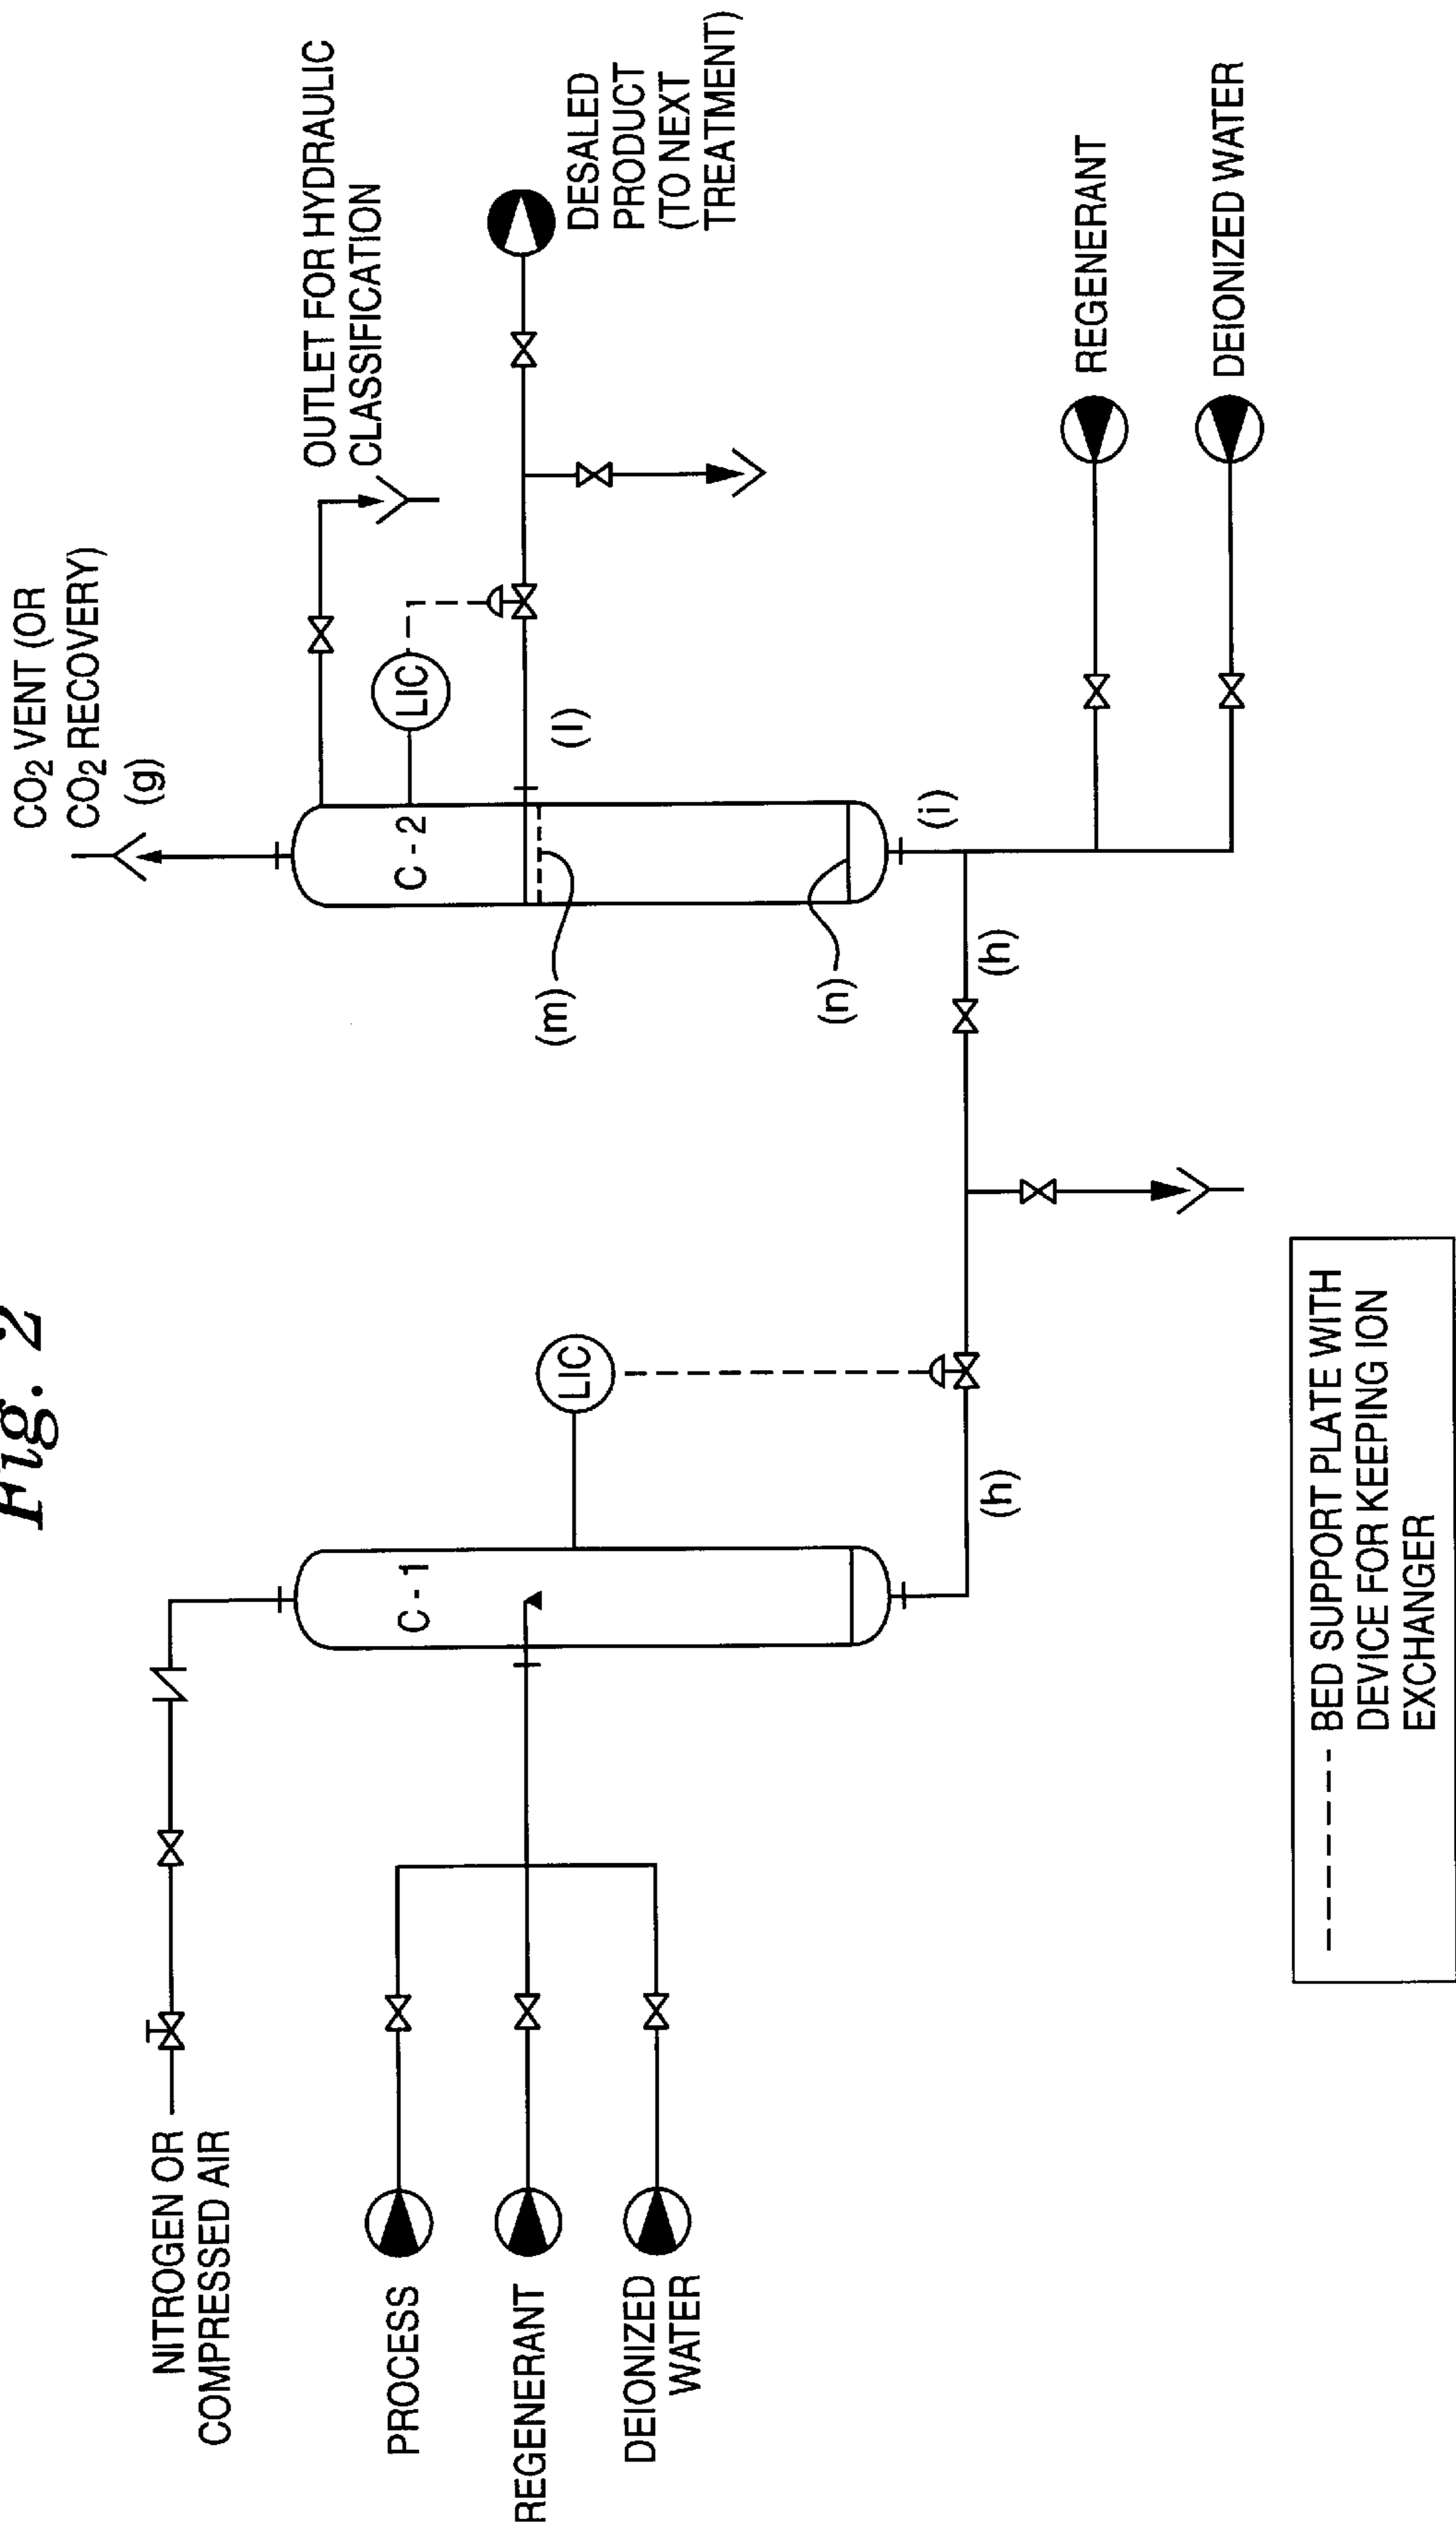 Fig. 2
NITROGEN OR
COMPRESSED AIR
PROCESS
REGENERANT
DEIONIZED
WATER
C - 1
LIC
(h)
(h)
CO2 VENT (OR
CO2 RECOVERY)
(g)
C - 2
LIC
OUTLET FOR HYDRAULIC
CLASSIFICATION
(l)
DESALED
PRODUCT
(TO NEXT
TREATMENT)
(m)
(n)
(i)
REGENERANT
DEIONIZED WATER
BED SUPPORT PLATE WITH
DEVICE FOR KEEPING ION
EXCHANGER